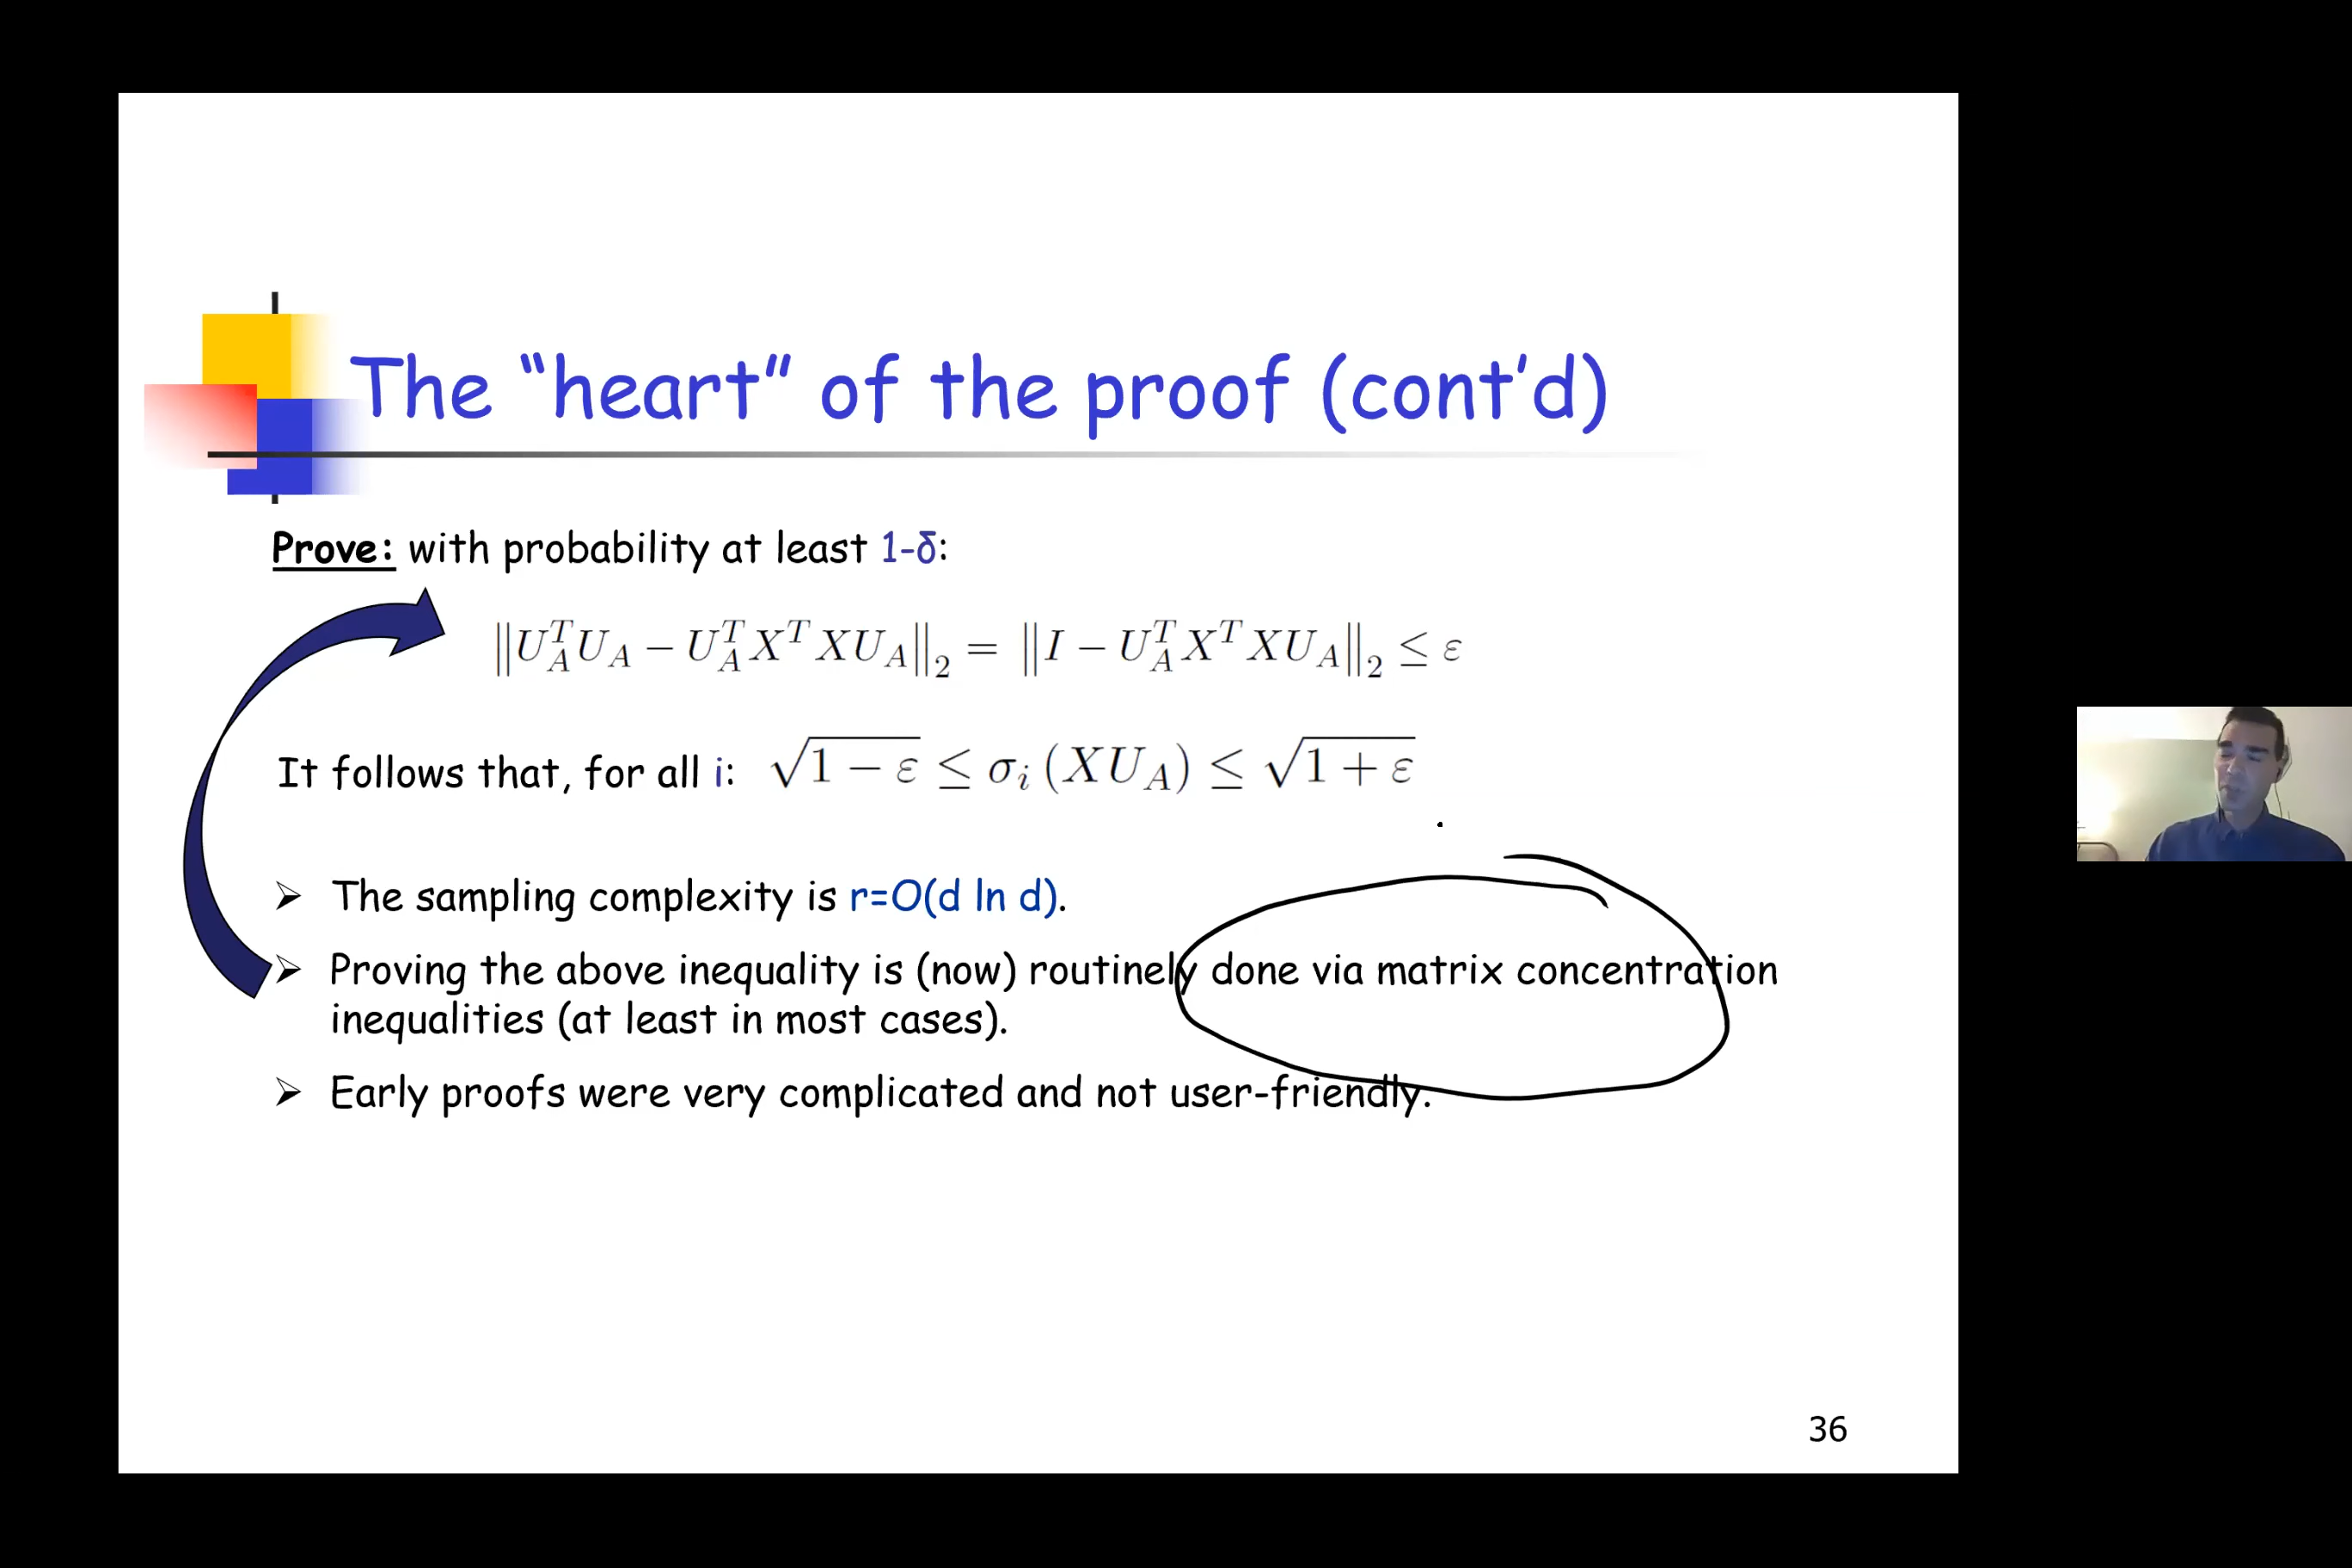 The “heart” of the proof (cont’d)
Prove: with probability at least 1-δ:
‖U_A^T U_A − U_A^T X^T X U_A‖_2 = ‖I − U_A^T X^T X U_A‖_2 ≤ ε
It follows that, for all i: √(1 − ε) ≤ σ_i (XU_A) ≤ √(1 + ε)
➢ The sampling complexity is r=O(d ln d).
➢ Proving the above inequality is (now) routinely done via matrix concentration
inequalities (at least in most cases).
➢ Early proofs were very complicated and not user-friendly.
36